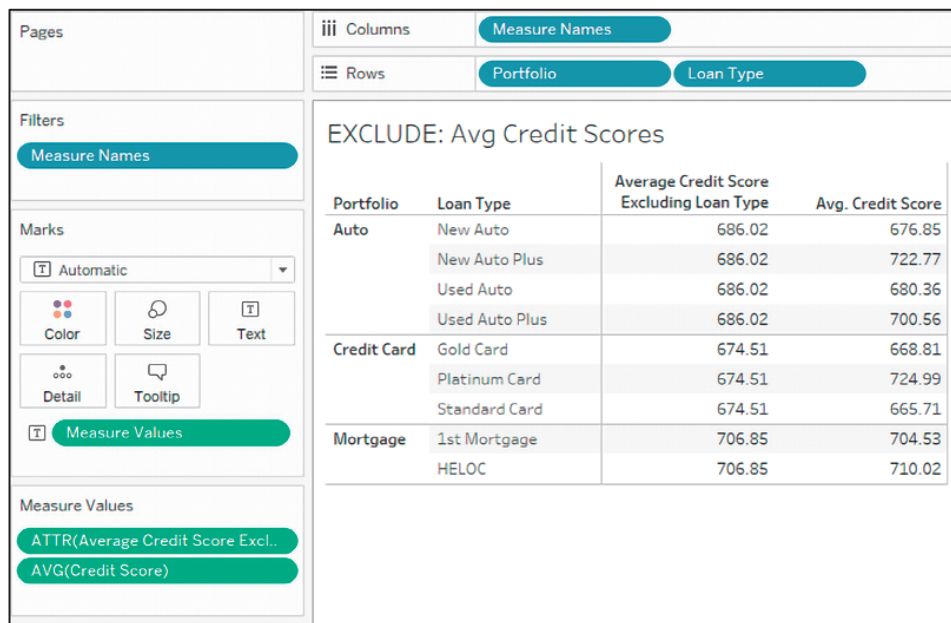 Pages
Columns
Measure Names
Rows
Portfolio Loan Type
Filters
Measure Names
Marks
T Automatic
Color Size T Text
Detail Tooltip
T Measure Values
Measure Values
ATTR(Average Credit Score Excl..
AVG(Credit Score)
EXCLUDE: Avg Credit Scores
Average Credit Score
Portfolio Loan Type Excluding Loan Type Avg. Credit Score
Auto New Auto 686.02 676.85
New Auto Plus 686.02 722.77
Used Auto 686.02 680.36
Used Auto Plus 686.02 700.56
Credit Card Gold Card 674.51 668.81
Platinum Card 674.51 724.99
Standard Card 674.51 665.71
Mortgage 1st Mortgage 706.85 704.53
HELOC 706.85 710.02